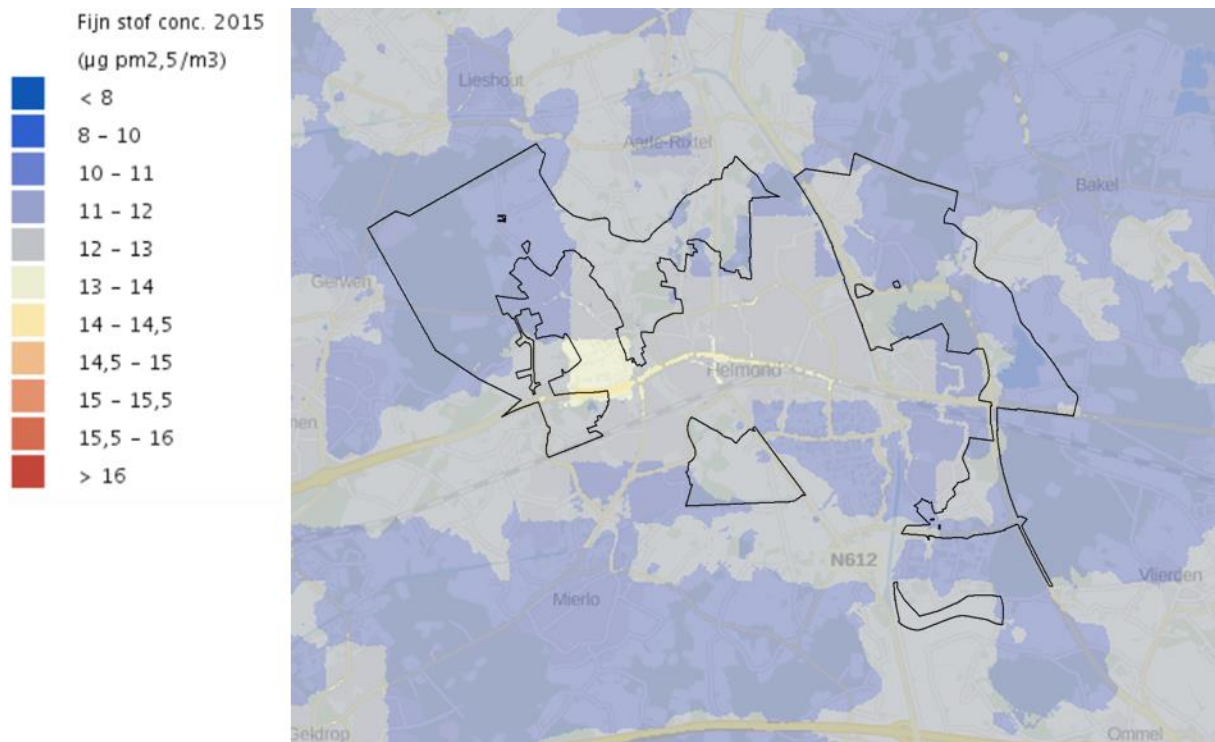 Fijn stof conc. 2015
(µg pm2,5/m3)
< 8
8 – 10
10 – 11
11 – 12
12 – 13
13 – 14
14 – 14,5
14,5 – 15
15 – 15,5
15,5 – 16
> 16
Lieshout
Aarle-Rixtel
Bakel
Gerwen
Helmond
nen
N612
Vlierden
Mierlo
Geldrop
Ommel